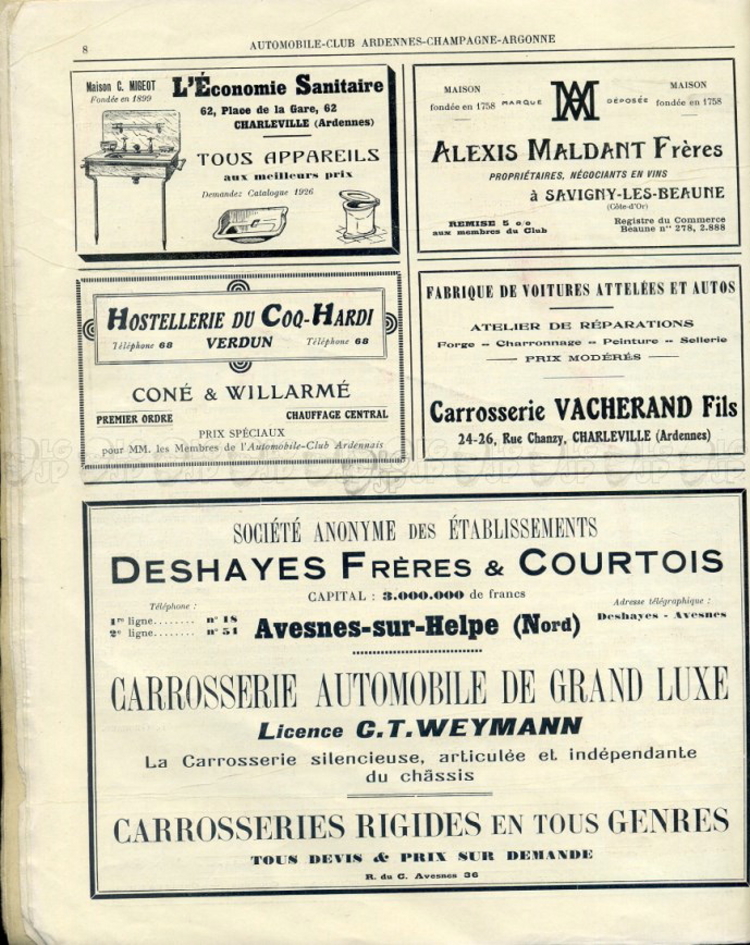 8
AUTOMOBILE-CLUB ARDENNES-CHAMPAGNE-ARGONNE
Maison C. MIGEOT
Fondée en 1899
L'Économie Sanitaire
62, Place de la Gare, 62
CHARLEVILLE (Ardennes)
TOUS APPAREILS
aux meilleurs prix
Demandez Catalogue 1926
MAISON
fondée en 1758
MARQUE
AM
DÉPOSÉE
MAISON
fondée en 1758
ALEXIS MALDANT Frères
PROPRIÉTAIRES, NÉGOCIANTS EN VINS
à SAVIGNY-LES-BEAUNE
(Côte-d'Or)
REMISE 5 o/o
aux membres du Club
Registre du Commerce
Beaune nos 278, 2.888
HOSTELLERIE DU COQ-HARDI
Téléphone 68
VERDUN
Téléphone 68
CONÉ & WILLARMÉ
PREMIER ORDRE
CHAUFFAGE CENTRAL
PRIX SPÉCIAUX
pour MM. les Membres de l'Automobile-Club Ardennais
FABRIQUE DE VOITURES ATTELÉES ET AUTOS
ATELIER DE RÉPARATIONS
Forge -- Charronnage -- Peinture -- Sellerie
PRIX MODÉRÉS
Carrosserie VACHERAND Fils
24-26, Rue Chanzy, CHARLEVILLE (Ardennes)
SOCIÉTÉ ANONYME DES ÉTABLISSEMENTS
DESHAYES FRÈRES & COURTOIS
CAPITAL : 3.000.000 de francs
Téléphone :
1re ligne........ n° 18
2e ligne........ n° 51
Avesnes-sur-Helpe (Nord)
Adresse télégraphique :
Deshayes - Avesnes
CARROSSERIE AUTOMOBILE DE GRAND LUXE
Licence C.T.WEYMANN
La Carrosserie silencieuse, articulée et indépendante
du châssis
CARROSSERIES RIGIDES EN TOUS GENRES
TOUS DEVIS & PRIX SUR DEMANDE
R. du C. Avesnes 36